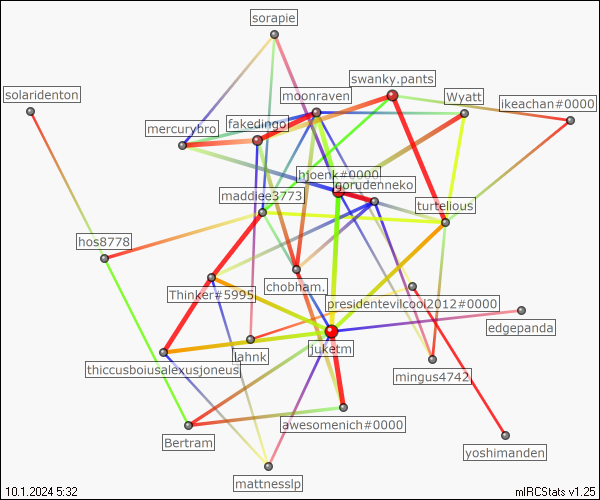 sorapie
swanky.pants
solaridenton
moonraven
Wyatt
ikeachan#0000
mercurybro
fakedingo
hjoenk#0000
gorudenneko
maddiee3773
turtelious
hos8778
Thinker#5995
chobham.
presidentevilcool2012#0000
edgepanda
juketm
lahnk
thiccusboiusalexusjoneus
mingus4742
awesomenich#0000
Bertram
yoshimanden
mattnesslp
10.1.2024 5:32
mIRCStats v1.25